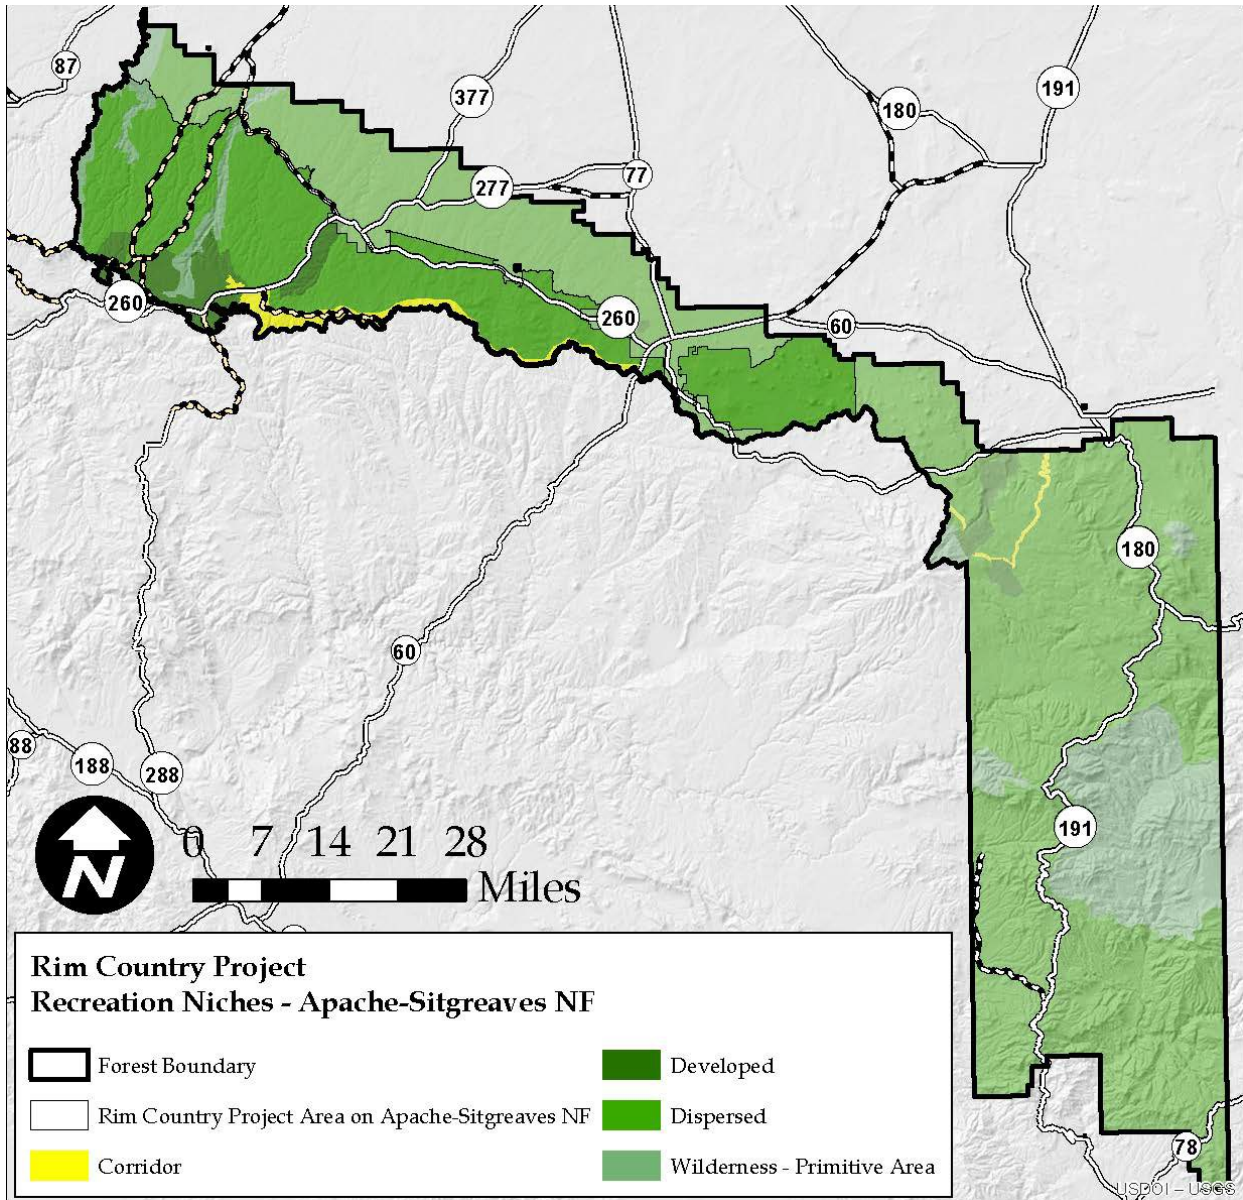 87
377
180
191
277
77
260
260
60
180
60
88
188
288
191
N
0 7 14 21 28
Miles
Rim Country Project
Recreation Niches - Apache-Sitgreaves NF
Forest Boundary
Developed
Rim Country Project Area on Apache-Sitgreaves NF
Dispersed
Corridor
Wilderness - Primitive Area
78
USDOI – USGS